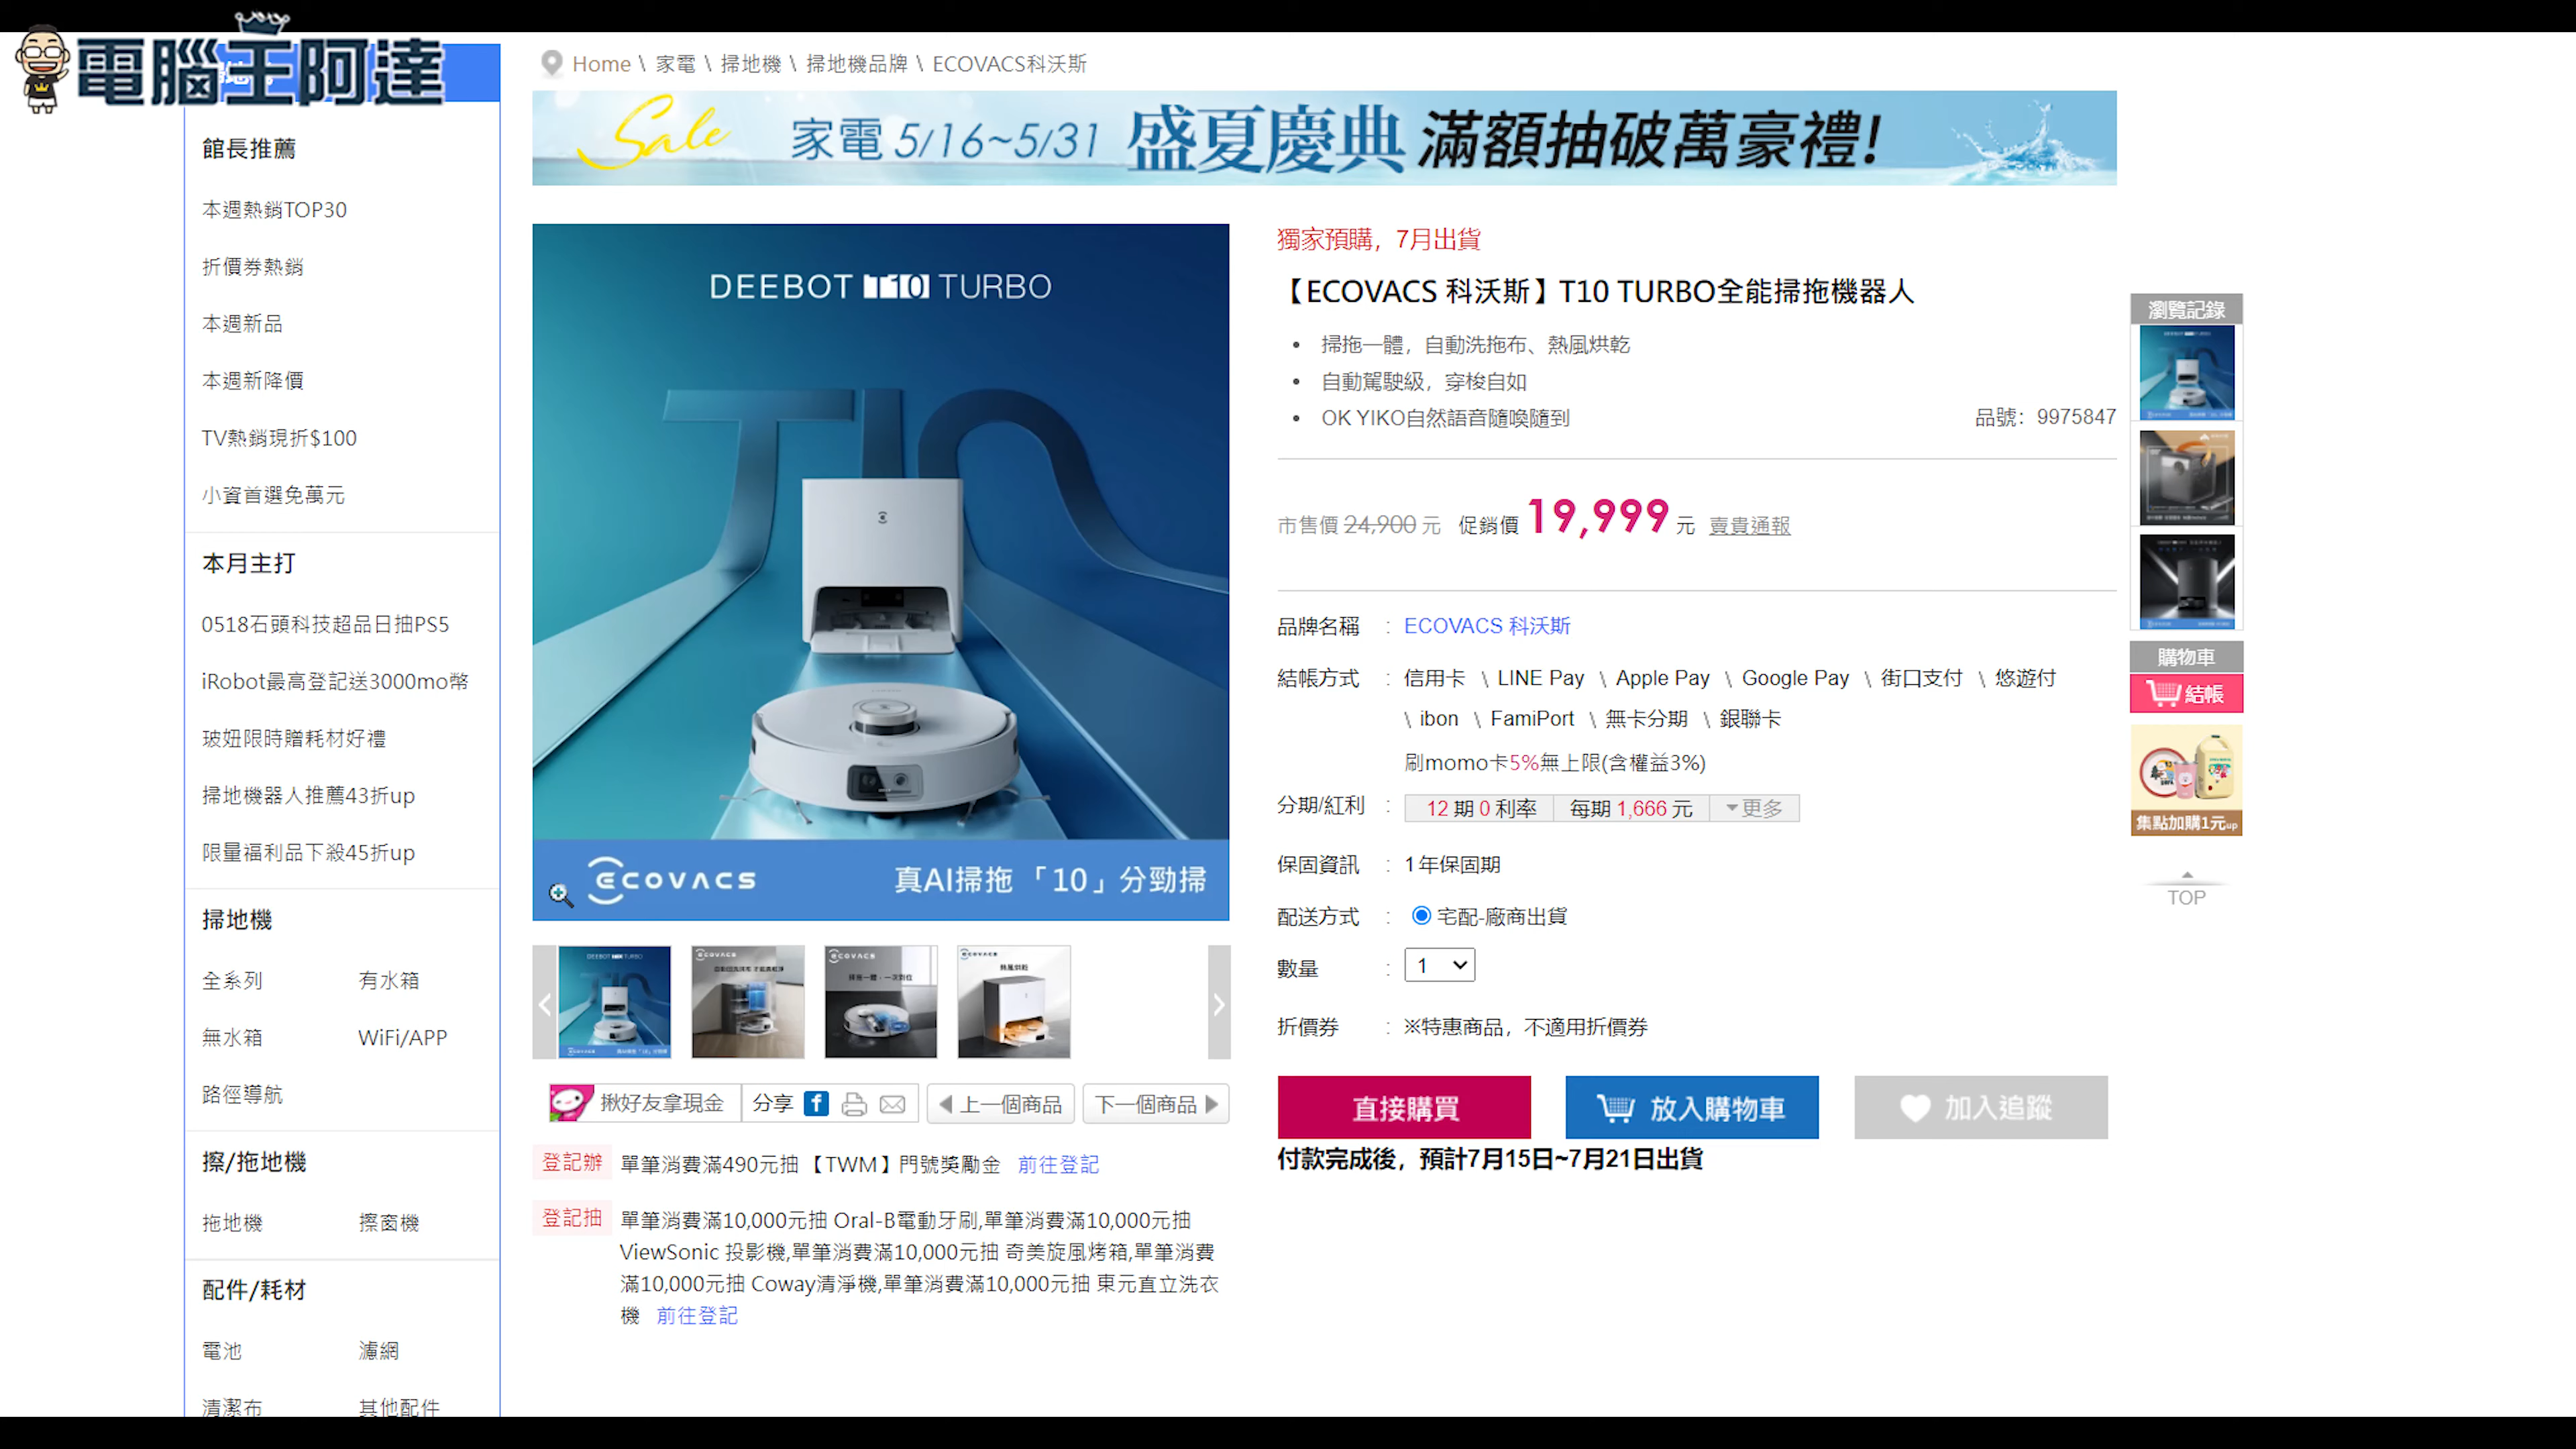 電腦王阿達
Home \ 家電 \ 掃地機 \ 掃地機品牌 \ ECOVACS科沃斯
Sale 家電 5/16~5/31 盛夏慶典 滿額抽破萬豪禮!
館長推薦
本週熱銷TOP30
折價券熱銷
本週新品
本週新降價
TV熱銷現折$100
小資首選免萬元
本月主打
0518石頭科技超品日抽PS5
iRobot最高登記送3000mo幣
玻妞限時贈耗材好禮
掃地機器人推薦43折up
限量福利品下殺45折up
掃地機
全系列 有水箱
無水箱 WiFi/APP
路徑導航
擦/拖地機
拖地機 擦窗機
配件/耗材
電池 濾網
清潔布 其他配件
DEEBOT T10 TURBO
T10
ECOVACS 真AI掃拖「10」分勁掃
揪好友拿現金 分享 上一個商品 下一個商品
登記辦 單筆消費滿490元抽【TWM】門號獎勵金 前往登記
登記抽 單筆消費滿10,000元抽 Oral-B電動牙刷,單筆消費滿10,000元抽
ViewSonic 投影機,單筆消費滿10,000元抽 奇美旋風烤箱,單筆消費
滿10,000元抽 Coway清淨機,單筆消費滿10,000元抽 東元直立洗衣
機 前往登記
獨家預購，7月出貨
【ECOVACS 科沃斯】T10 TURBO全能掃拖機器人
• 掃拖一體，自動洗拖布、熱風烘乾
• 自動駕駛級，穿梭自如
• OK YIKO自然語音隨喚隨到
品號：9975847
市售價 24,900 元 促銷價 19,999 元 賣貴通報
品牌名稱 : ECOVACS 科沃斯
結帳方式 : 信用卡 \ LINE Pay \ Apple Pay \ Google Pay \ 街口支付 \ 悠遊付
\ ibon \ FamiPort \ 無卡分期 \ 銀聯卡
刷momo卡5%無上限(含權益3%)
分期/紅利 : 12 期 0 利率 每期 1,666 元 更多
保固資訊 : 1年保固期
配送方式 : 宅配-廠商出貨
數量 : 1
折價券 : ※特惠商品，不適用折價券
直接購買 放入購物車 加入追蹤
付款完成後，預計7月15日~7月21日出貨
瀏覽記錄
購物車
結帳
集點加購1元up
TOP